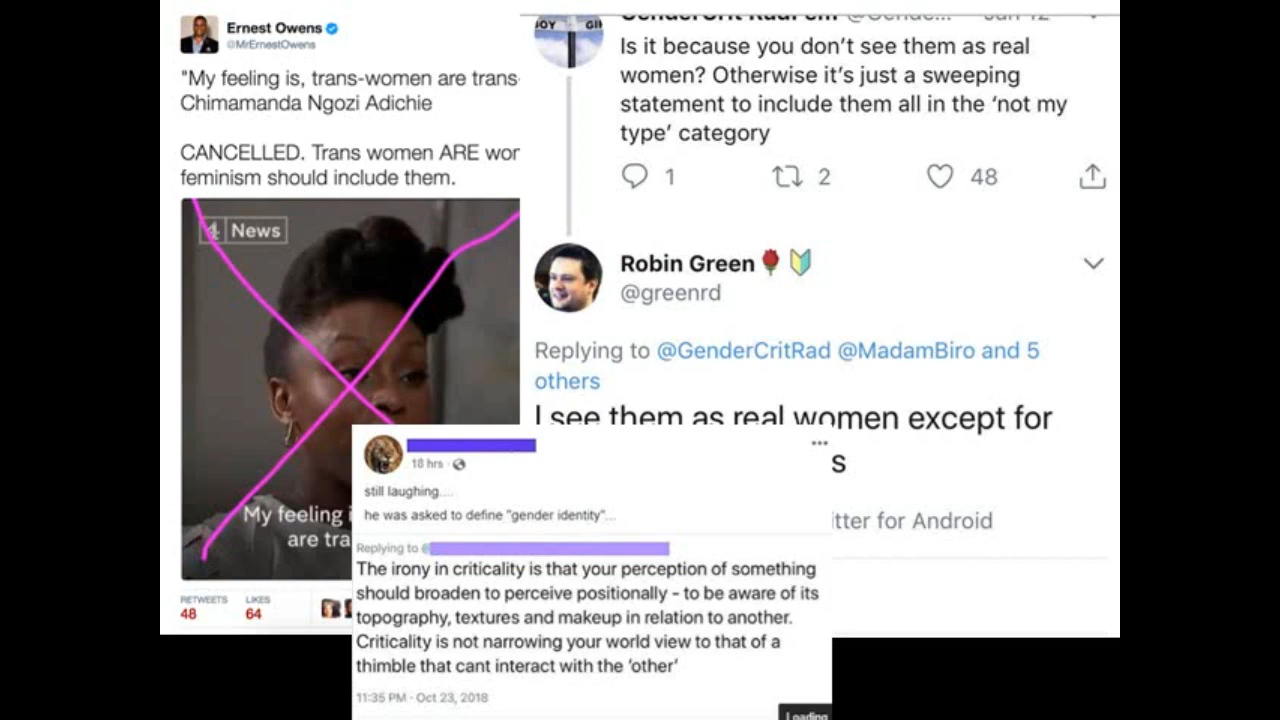 Ernest Owens
@MrErnestOwens
"My feeling is, trans-women are trans-
Chimamanda Ngozi Adichie
CANCELLED. Trans women ARE wor
feminism should include them.
4 News
My feeling i
are tra
RETWEETS LIKES
48 64
JOY GI
Is it because you don't see them as real
women? Otherwise it's just a sweeping
statement to include them all in the 'not my
type' category
1 2 48
Robin Green
@greenrd
Replying to @GenderCritRad @MadamBiro and 5
others
I see them as real women except for
s
itter for Android
18 hrs
still laughing....
he was asked to define "gender identity"...
Replying to @
The irony in criticality is that your perception of something
should broaden to perceive positionally – to be aware of its
topography, textures and makeup in relation to another.
Criticality is not narrowing your world view to that of a
thimble that cant interact with the 'other'
11:35 PM · Oct 23, 2018
Loading